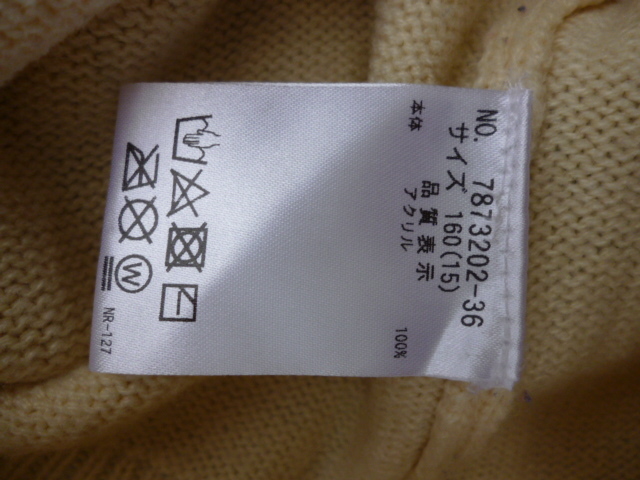 NO. 7873202-36
サイズ 160(15)
品質表示
本体 アクリル 100%
W
NR-127